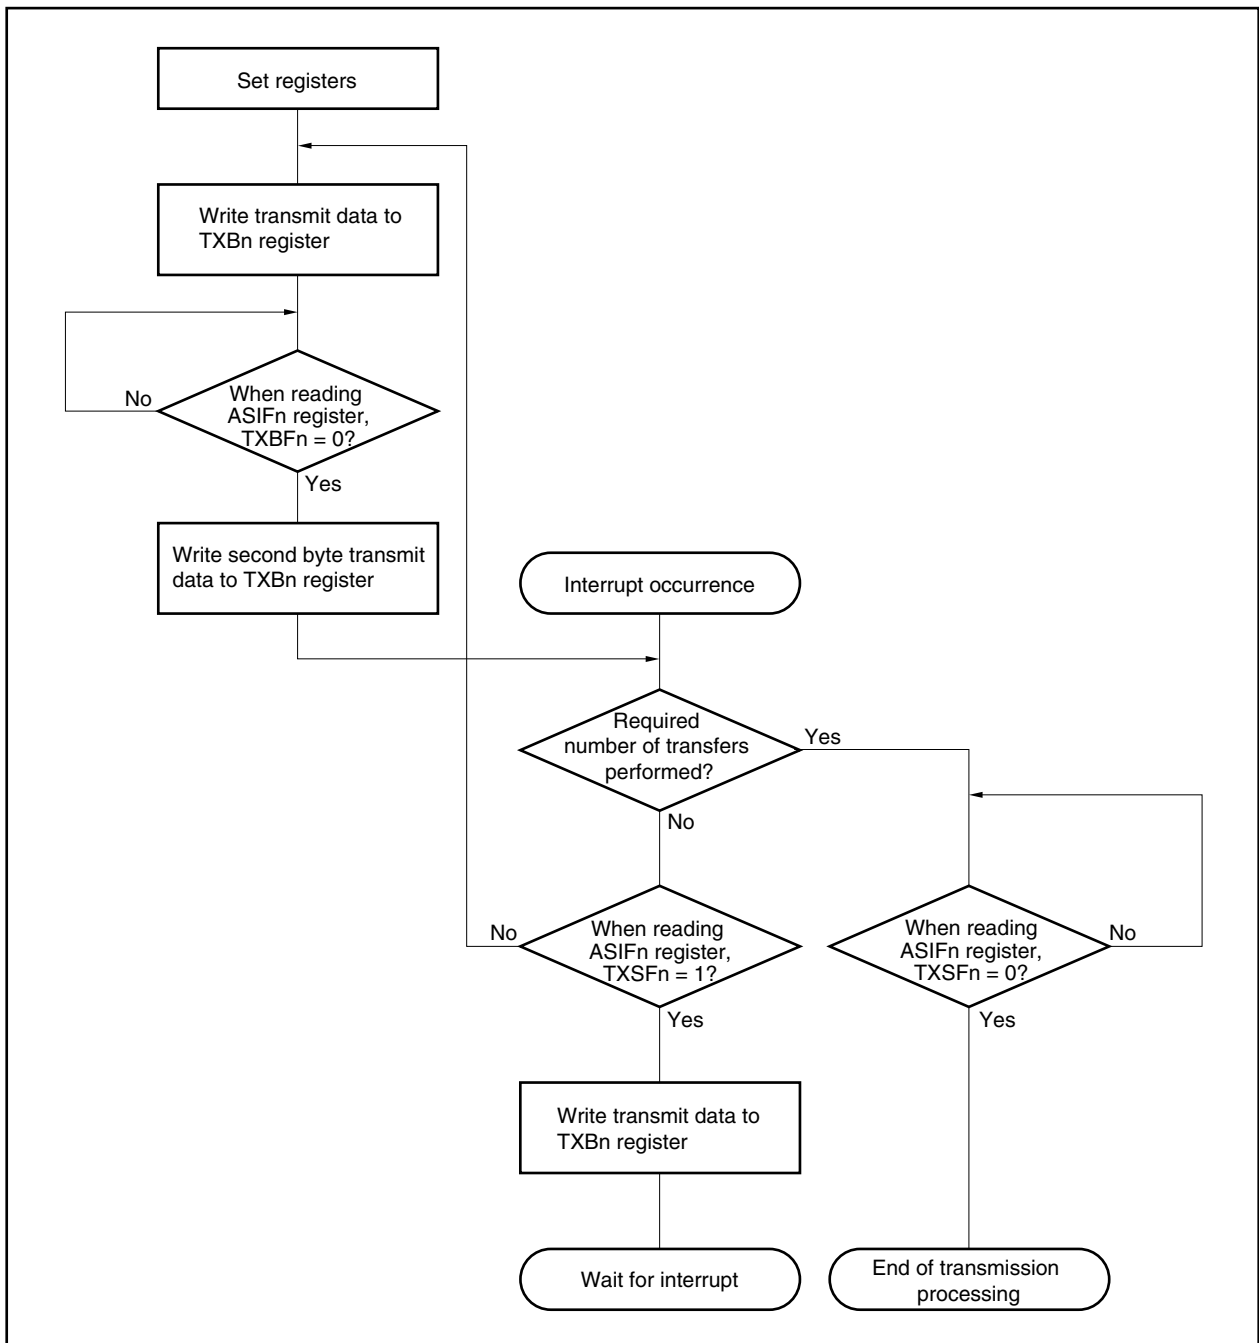 Set registers
Write transmit data to
TXBn register
No
When reading
ASIFn register,
TXBFn = 0?
Yes
Write second byte transmit
data to TXBn register
Interrupt occurrence
Required
number of transfers
performed?
Yes
No
No
When reading
ASIFn register,
TXSFn = 1?
Yes
When reading
ASIFn register,
TXSFn = 0?
No
Yes
Write transmit data to
TXBn register
Wait for interrupt
End of transmission
processing